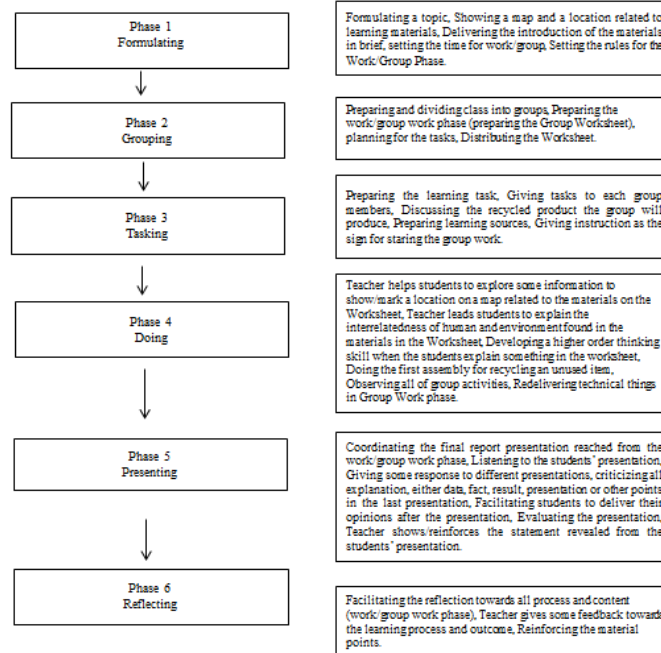 Phase 1
Formulating
Formulating a topic, Showing a map and a location related to
learning materials, Delivering the introduction of the materials
in brief, setting the time for work/group, Setting the rules for the
Work/Group Phase.
Phase 2
Grouping
Preparing and dividing class into groups, Preparing the
work/group work phase (preparing the Group Worksheet),
planning for the tasks, Distributing the Worksheet.
Phase 3
Tasking
Preparing the learning task, Giving tasks to each group
members, Discussing the recycled product the group will
produce, Preparing learning sources, Giving instruction as the
sign for staring the group work.
Phase 4
Doing
Teacher helps students to explore some information to
show/mark a location on a map related to the materials on the
Worksheet, Teacher leads students to explain the
interrelatedness of human and environment found in the
materials in the Worksheet, Developing a higher order thinking
skill when the students explain something in the worksheet,
Doing the first assembly for recycling an unused item,
Observing all of group activities, Redelivering technical things
in Group Work phase.
Phase 5
Presenting
Coordinating the final report presentation reached from the
work/group work phase, Listening to the students' presentation,
Giving some response to different presentations, criticizing all
explanation, either data, fact, result, presentation or other points
in the last presentation, Facilitating students to deliver their
opinions after the presentation, Evaluating the presentation,
Teacher shows/reinforces the statement revealed from the
students' presentation.
Phase 6
Reflecting
Facilitating the reflection towards all process and content
(work/group work phase), Teacher gives some feedback towards
the learning process and outcome, Reinforcing the material
points.